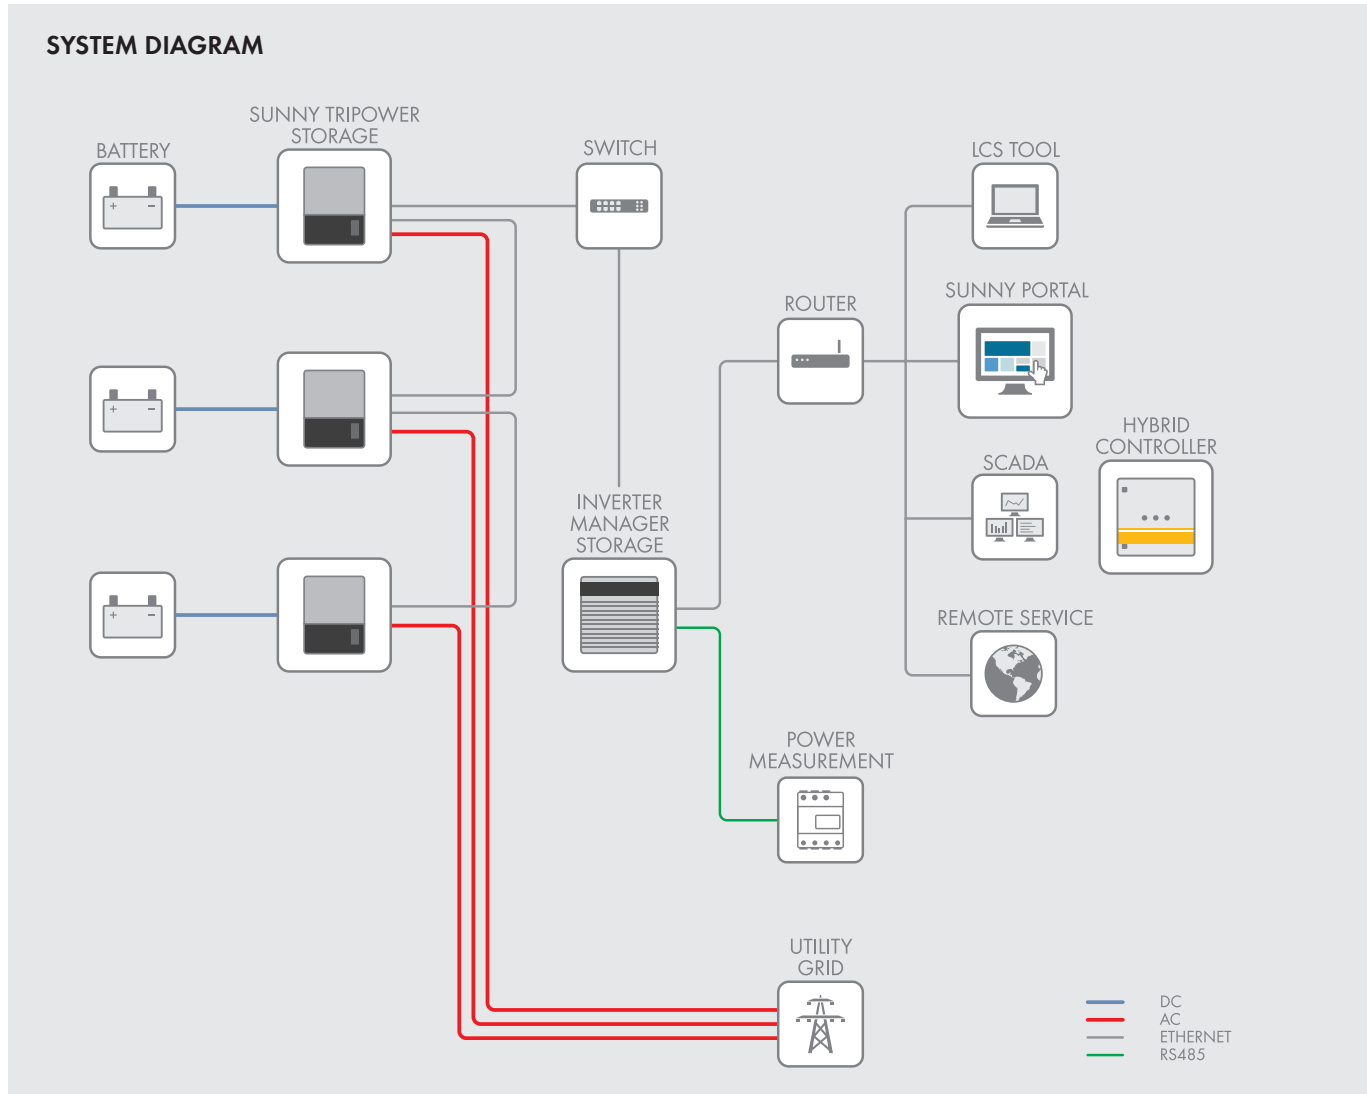 SYSTEM DIAGRAM
SUNNY TRIPOWER
STORAGE
BATTERY
SWITCH
LCS TOOL
SUNNY PORTAL
ROUTER
HYBRID
CONTROLLER
SCADA
INVERTER
MANAGER
STORAGE
REMOTE SERVICE
POWER
MEASUREMENT
UTILITY
GRID
DC
AC
ETHERNET
RS485